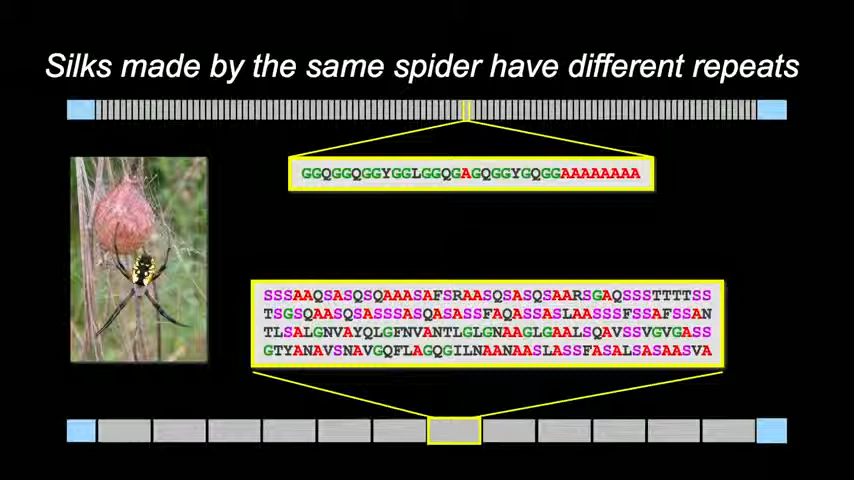 Silks made by the same spider have different repeats
GGQGGQGGYGGLGGQGAGQGGYGQGGAAAAAAAA
SSSAAQSASQSQAAASAFSRAASQSASQSAARSGAQSSSTTTTSS
TSGSQAASQSASSSASQASASSFAQASSASLAASSSFSSAFSSAN
TLSALGNVAYQLGFNVANTLGLGNAAGLGAALSQAVSSVGVGASS
GTYANAVSNAVGQFLAGQGILNAANAASLASSFASALSASAASVA